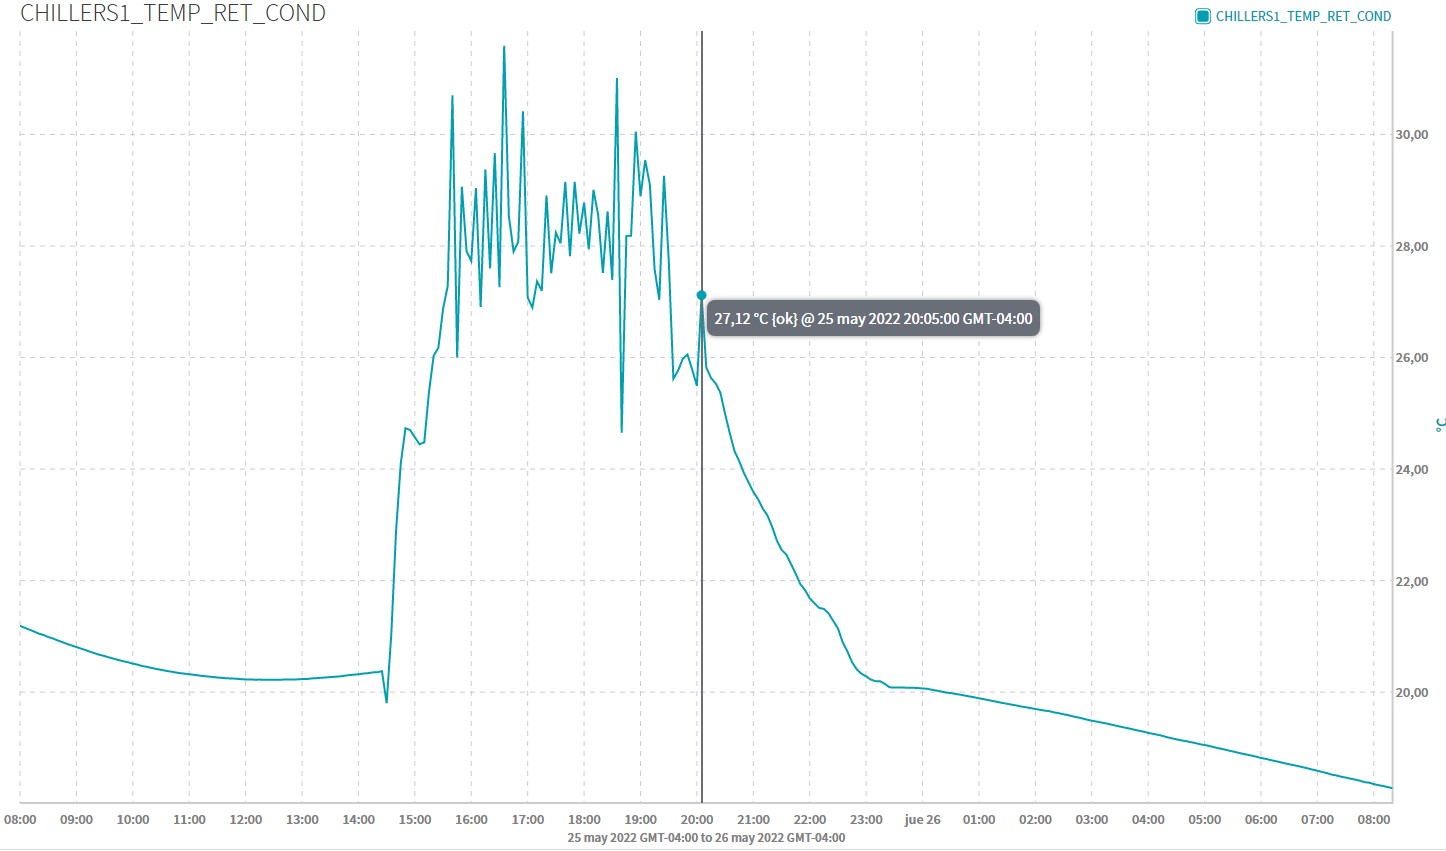 CHILLERS1_TEMP_RET_COND
CHILLERS1_TEMP_RET_COND
30,00
28,00
27,12 °C {ok} @ 25 may 2022 20:05:00 GMT-04:00
26,00
°C
24,00
22,00
20,00
08:00 09:00 10:00 11:00 12:00 13:00 14:00 15:00 16:00 17:00 18:00 19:00 20:00 21:00 22:00 23:00 jue 26 01:00 02:00 03:00 04:00 05:00 06:00 07:00 08:00
25 may 2022 GMT-04:00 to 26 may 2022 GMT-04:00